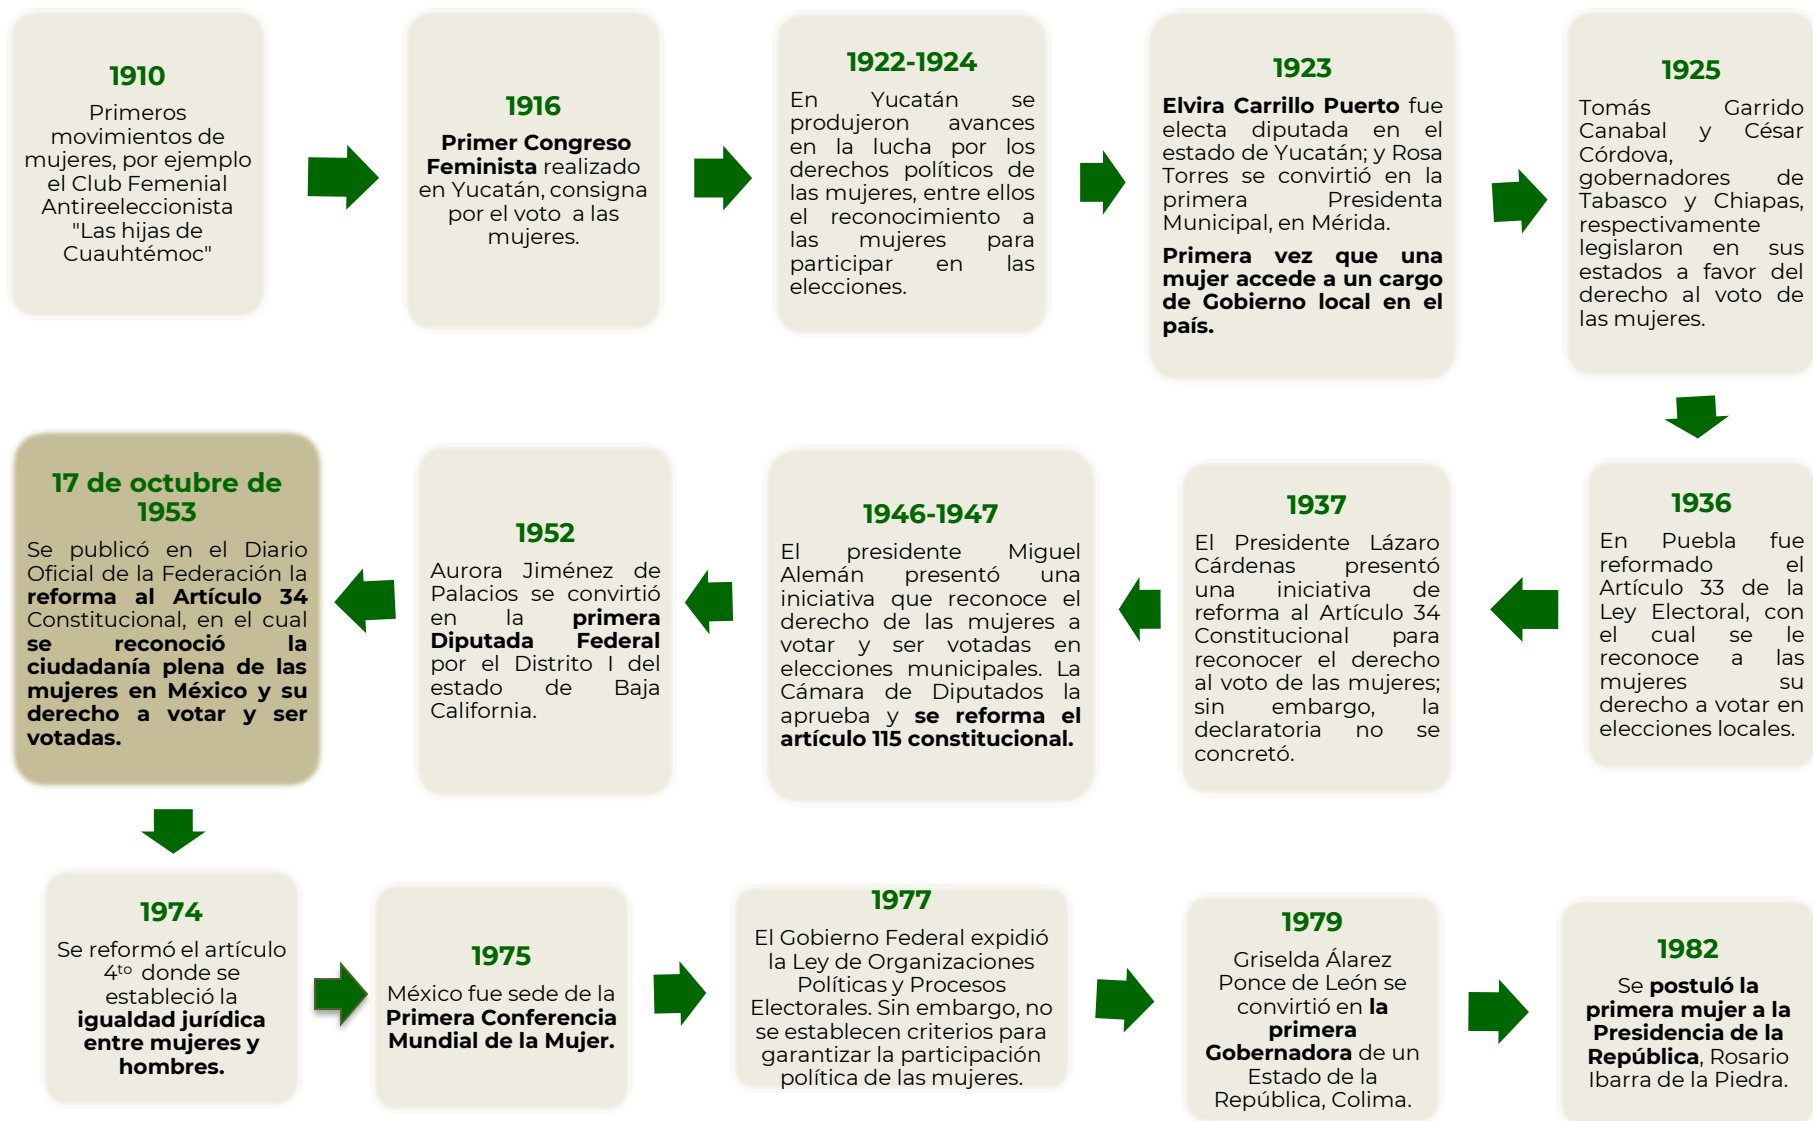 1910
Primeros
movimientos de
mujeres, por ejemplo
el Club Femenial
Antireeleccionista
"Las hijas de
Cuauhtémoc"
1916
Primer Congreso
Feminista realizado
en Yucatán, consigna
por el voto a las
mujeres.
1922-1924
En Yucatán se
produjeron avances
en la lucha por los
derechos políticos de
las mujeres, entre ellos
el reconocimiento a
las mujeres para
participar en las
elecciones.
1923
Elvira Carrillo Puerto fue
electa diputada en el
estado de Yucatán; y Rosa
Torres se convirtió en la
primera Presidenta
Municipal, en Mérida.
Primera vez que una
mujer accede a un cargo
de Gobierno local en el
país.
1925
Tomás Garrido
Canabal y César
Córdova,
gobernadores de
Tabasco y Chiapas,
respectivamente
legislaron en sus
estados a favor del
derecho al voto de
las mujeres.
1936
En Puebla fue
reformado el
Artículo 33 de la
Ley Electoral, con
el cual se le
reconoce a las
mujeres su
derecho a votar en
elecciones locales.
1937
El Presidente Lázaro
Cárdenas presentó
una iniciativa de
reforma al Artículo 34
Constitucional para
reconocer el derecho
al voto de las mujeres;
sin embargo, la
declaratoria no se
concretó.
1946-1947
El presidente Miguel
Alemán presentó una
iniciativa que reconoce el
derecho de las mujeres a
votar y ser votadas en
elecciones municipales. La
Cámara de Diputados la
aprueba y se reforma el
artículo 115 constitucional.
1952
Aurora Jiménez de
Palacios se convirtió
en la primera
Diputada Federal
por el Distrito I del
estado de Baja
California.
17 de octubre de
1953
Se publicó en el Diario
Oficial de la Federación la
reforma al Artículo 34
Constitucional, en el cual
se reconoció la
ciudadanía plena de las
mujeres en México y su
derecho a votar y ser
votadas.
1974
Se reformó el artículo
4to donde se
estableció la
igualdad jurídica
entre mujeres y
hombres.
1975
México fue sede de la
Primera Conferencia
Mundial de la Mujer.
1977
El Gobierno Federal expidió
la Ley de Organizaciones
Políticas y Procesos
Electorales. Sin embargo, no
se establecen criterios para
garantizar la participación
política de las mujeres.
1979
Griselda Álarez
Ponce de León se
convirtió en la
primera
Gobernadora de un
Estado de la
República, Colima.
1982
Se postuló la
primera mujer a la
Presidencia de la
República, Rosario
Ibarra de la Piedra.